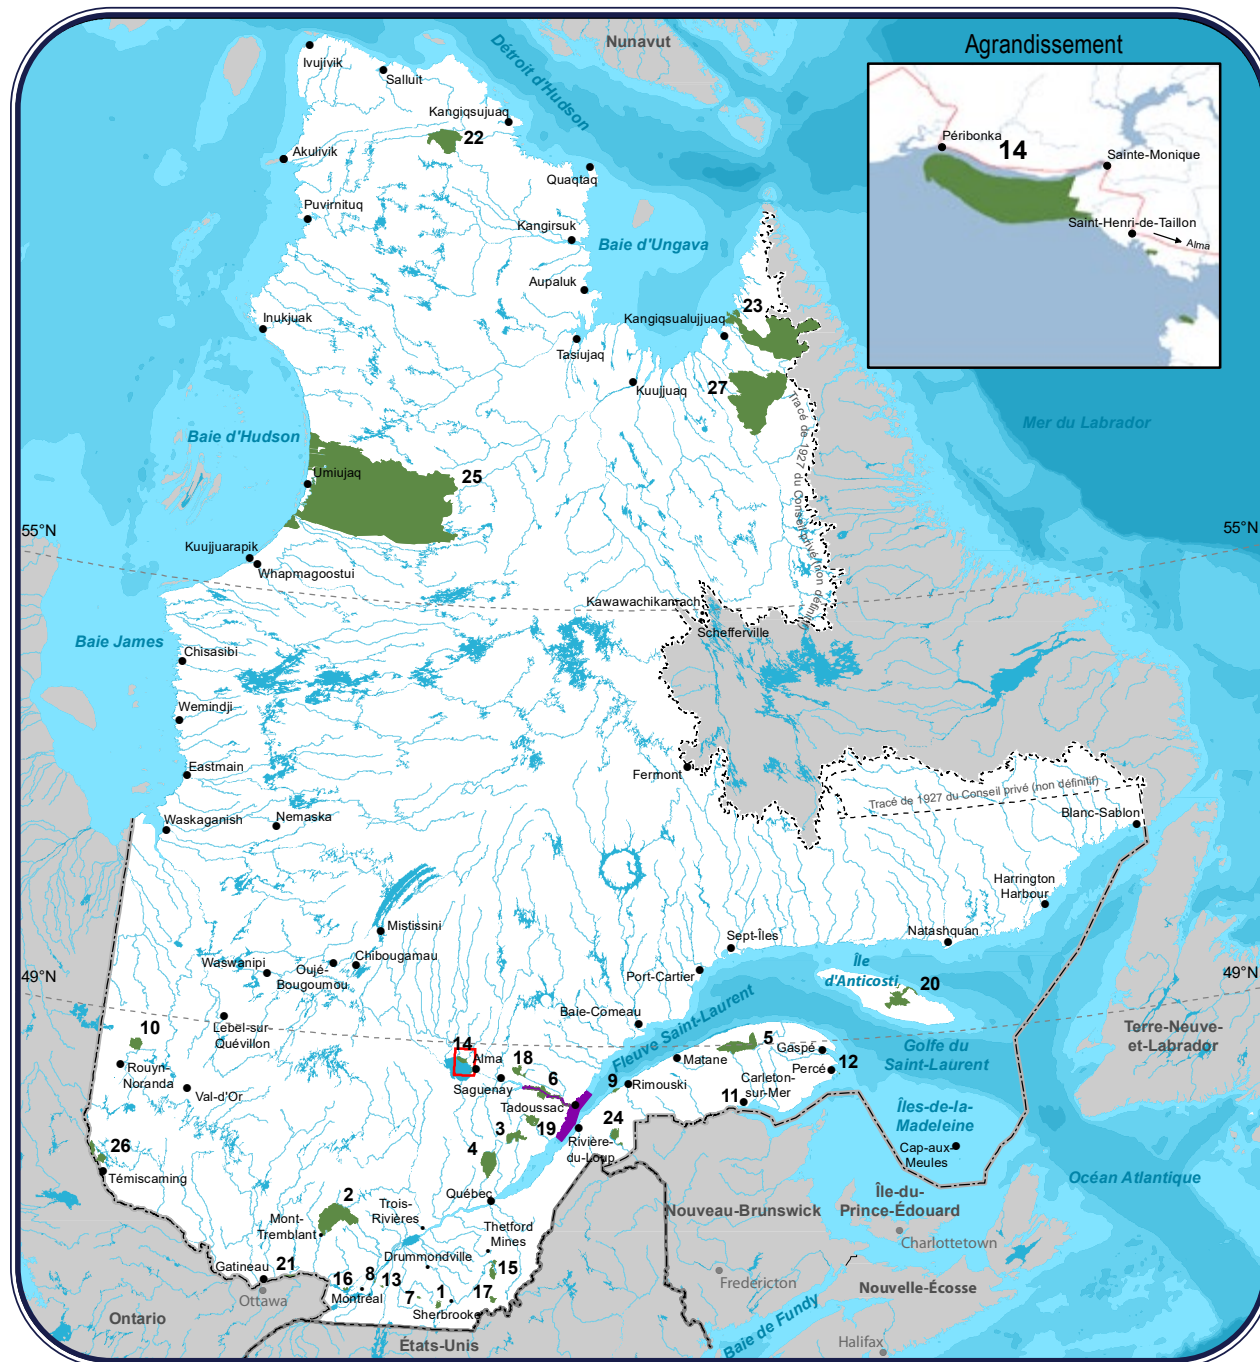 Agrandissement
Péribonka
14
Sainte-Monique
Saint-Henri-de-Taillon
Alma
Nunavut
Détroit d'Hudson
Ivujivik
Salluit
Kangiqsujuaq
22
Akulivik
Quaqtaq
Puvirnituq
Kangirsuk
Baie d'Ungava
Aupaluk
23
Kangiqsualujjuaq
Inukjuak
Tasiujaq
Kuujjuaq
27
Tracé de 1927 du Conseil privé (non définitif)
Mer du Labrador
Baie d'Hudson
Umiujaq
25
55°N
55°N
Kuujjuarapik
Whapmagoostui
Kawawachikamach
Schefferville
Baie James
Chisasibi
Wemindji
Eastmain
Fermont
Tracé de 1927 du Conseil privé (non définitif)
Blanc-Sablon
Waskaganish
Nemaska
Harrington
Harbour
Mistissini
Natashquan
Sept-Îles
Waswanipi
Oujé-
Bougoumou
Chibougamau
Port-Cartier
Île
d'Anticosti
20
49°N
49°N
Baie-Comeau
Fleuve Saint-Laurent
Lebel-sur-
Quévillon
10
Rouyn-
Noranda
Val-d'Or
14
Alma
Saguenay
18
6
9
Tadoussac
Rimouski
Matane
5
Gaspé
Percé
12
Carleton-
sur-Mer
11
Golfe du
Saint-Laurent
Terre-Neuve-
et-Labrador
Îles-de-la-
Madeleine
Cap-aux-
Meules
3
19
24
Rivière-
du-Loup
4
26
Témiscaming
Océan Atlantique
Québec
2
Mont-
Tremblant
Trois-
Rivières
Thetford
Mines
Île-du-
Prince-Édouard
Nouveau-Brunswick
Charlottetown
Drummondville
Gatineau
21
Ottawa
16
8
13
Montréal
7
1
Sherbrooke
15
17
Fredericton
Nouvelle-Écosse
Ontario
États-Unis
Baie de Fundy
Halifax